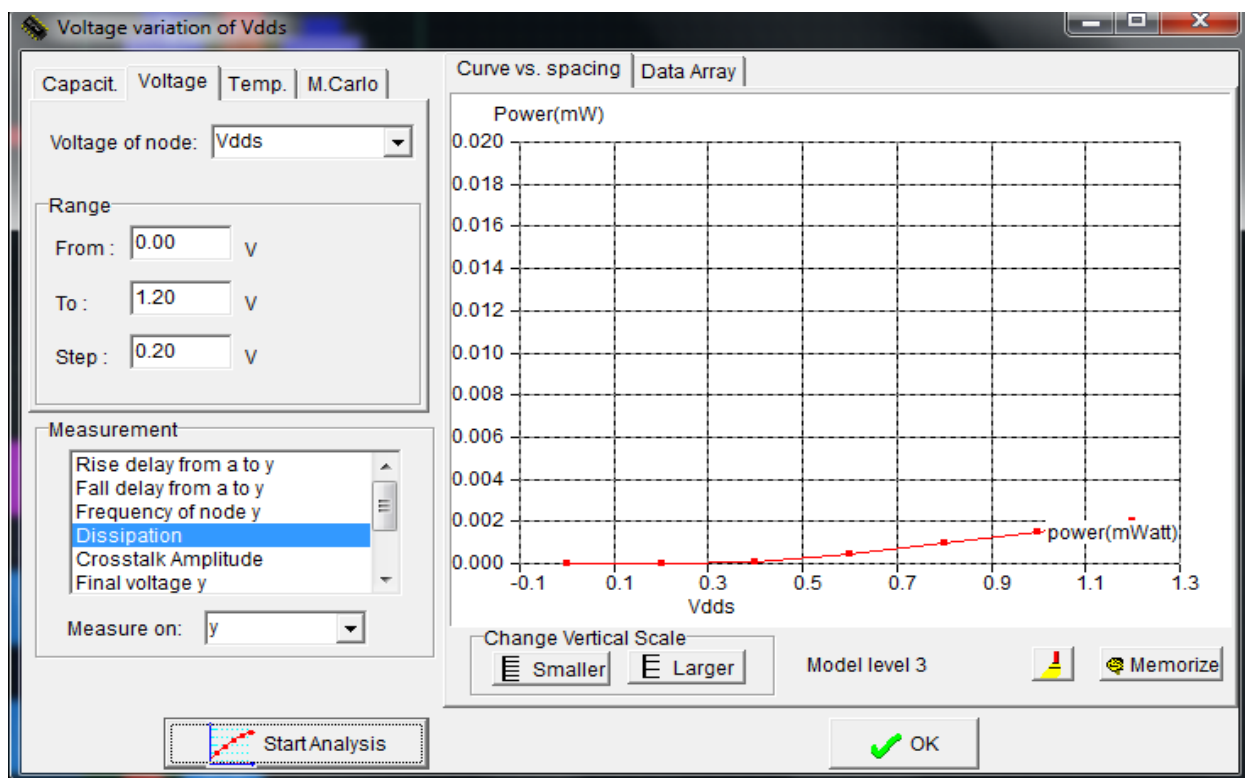 Voltage variation of Vdds
Capacit. Voltage Temp. M.Carlo
Voltage of node: Vdds
Range
From : 0.00 V
To : 1.20 V
Step : 0.20 V
Measurement
Rise delay from a to y
Fall delay from a to y
Frequency of node y
Dissipation
Crosstalk Amplitude
Final voltage y
Measure on: y
Start Analysis
Curve vs. spacing Data Array
Power(mW)
0.020
0.018
0.016
0.014
0.012
0.010
0.008
0.006
0.004
0.002
0.000
power(mWatt)
-0.1 0.1 0.3 0.5 0.7 0.9 1.1 1.3
Vdds
Change Vertical Scale
Smaller Larger
Model level 3
Memorize
OK